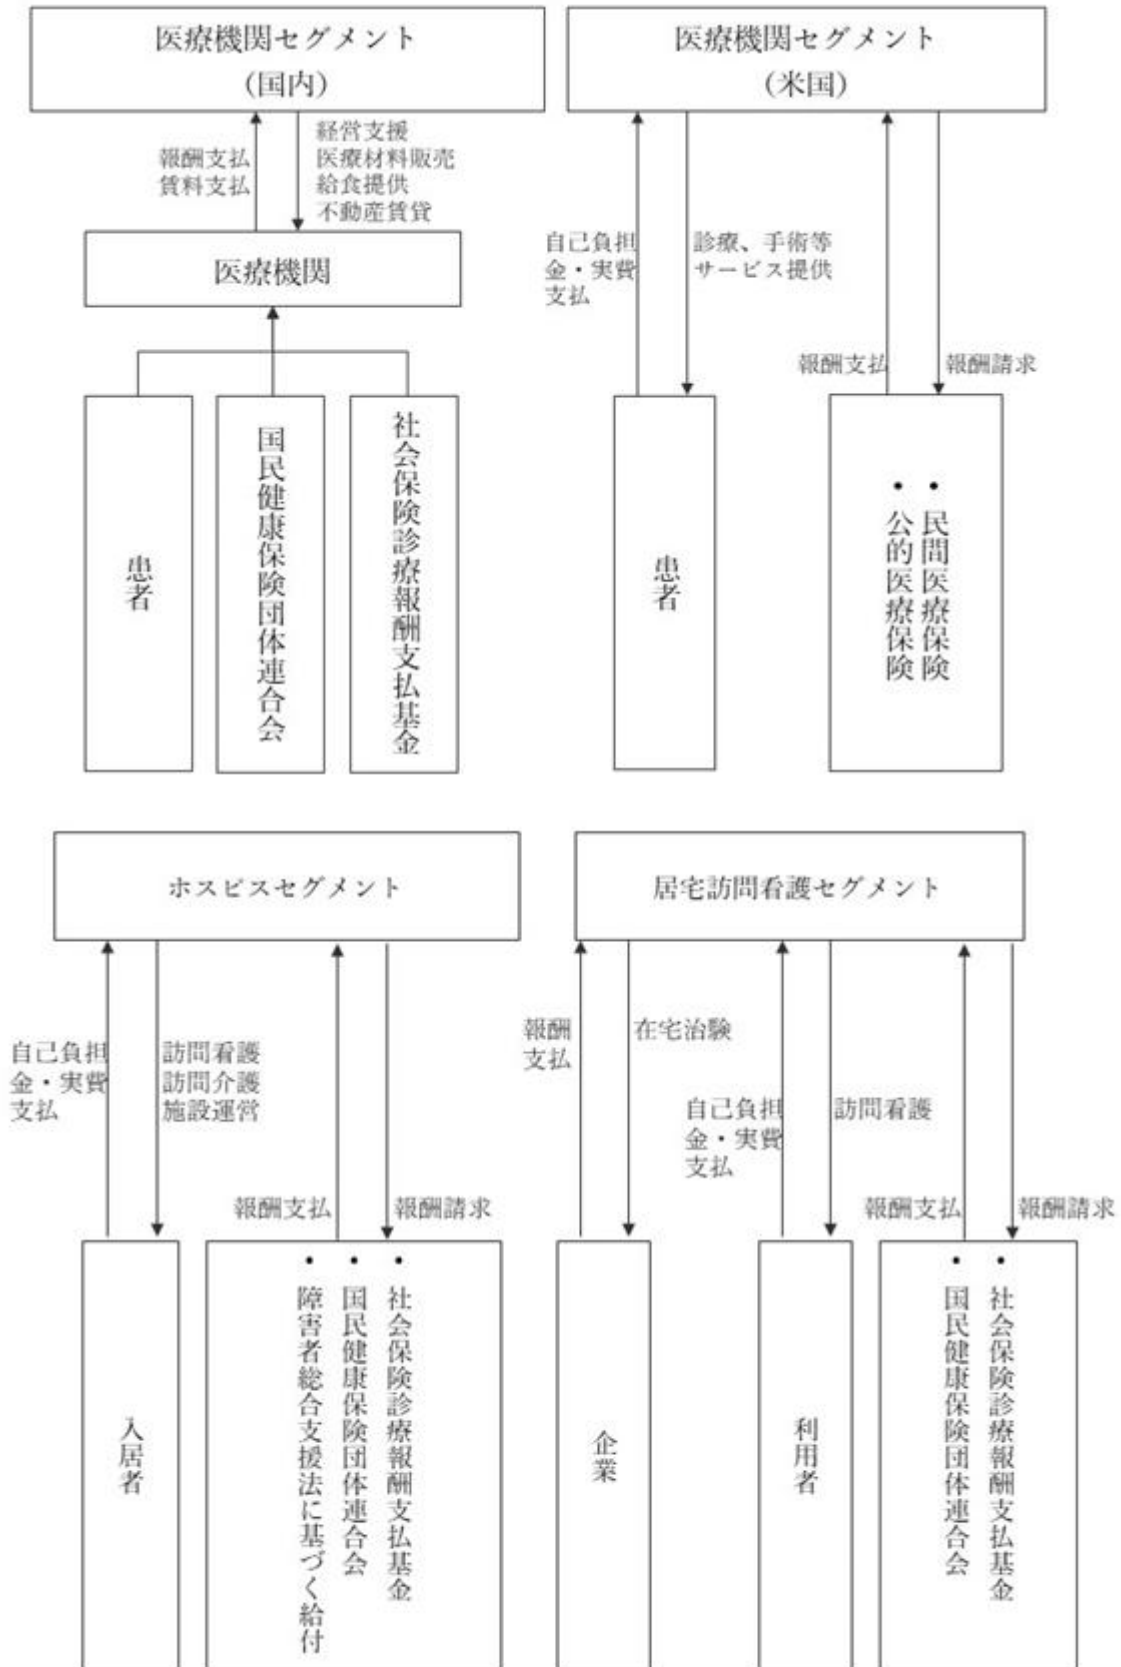 医療機関セグメント
(国内)
報酬支払
賃料支払
経営支援
医療材料販売
給食提供
不動産賃貸
医療機関
患者
国民健康保険団体連合会
社会保険診療報酬支払基金
医療機関セグメント
(米国)
自己負担
金・実費
支払
診療、手術等
サービス提供
報酬支払
報酬請求
患者
・民間医療保険
・公的医療保険
ホスピスセグメント
自己負担
金・実費
支払
訪問看護
訪問介護
施設運営
報酬支払
報酬請求
入居者
・社会保険診療報酬支払基金
・国民健康保険団体連合会
・障害者総合支援法に基づく給付
居宅訪問看護セグメント
報酬
支払
在宅治験
自己負担
金・実費
支払
訪問看護
報酬支払
報酬請求
企業
利用者
・社会保険診療報酬支払基金
・国民健康保険団体連合会